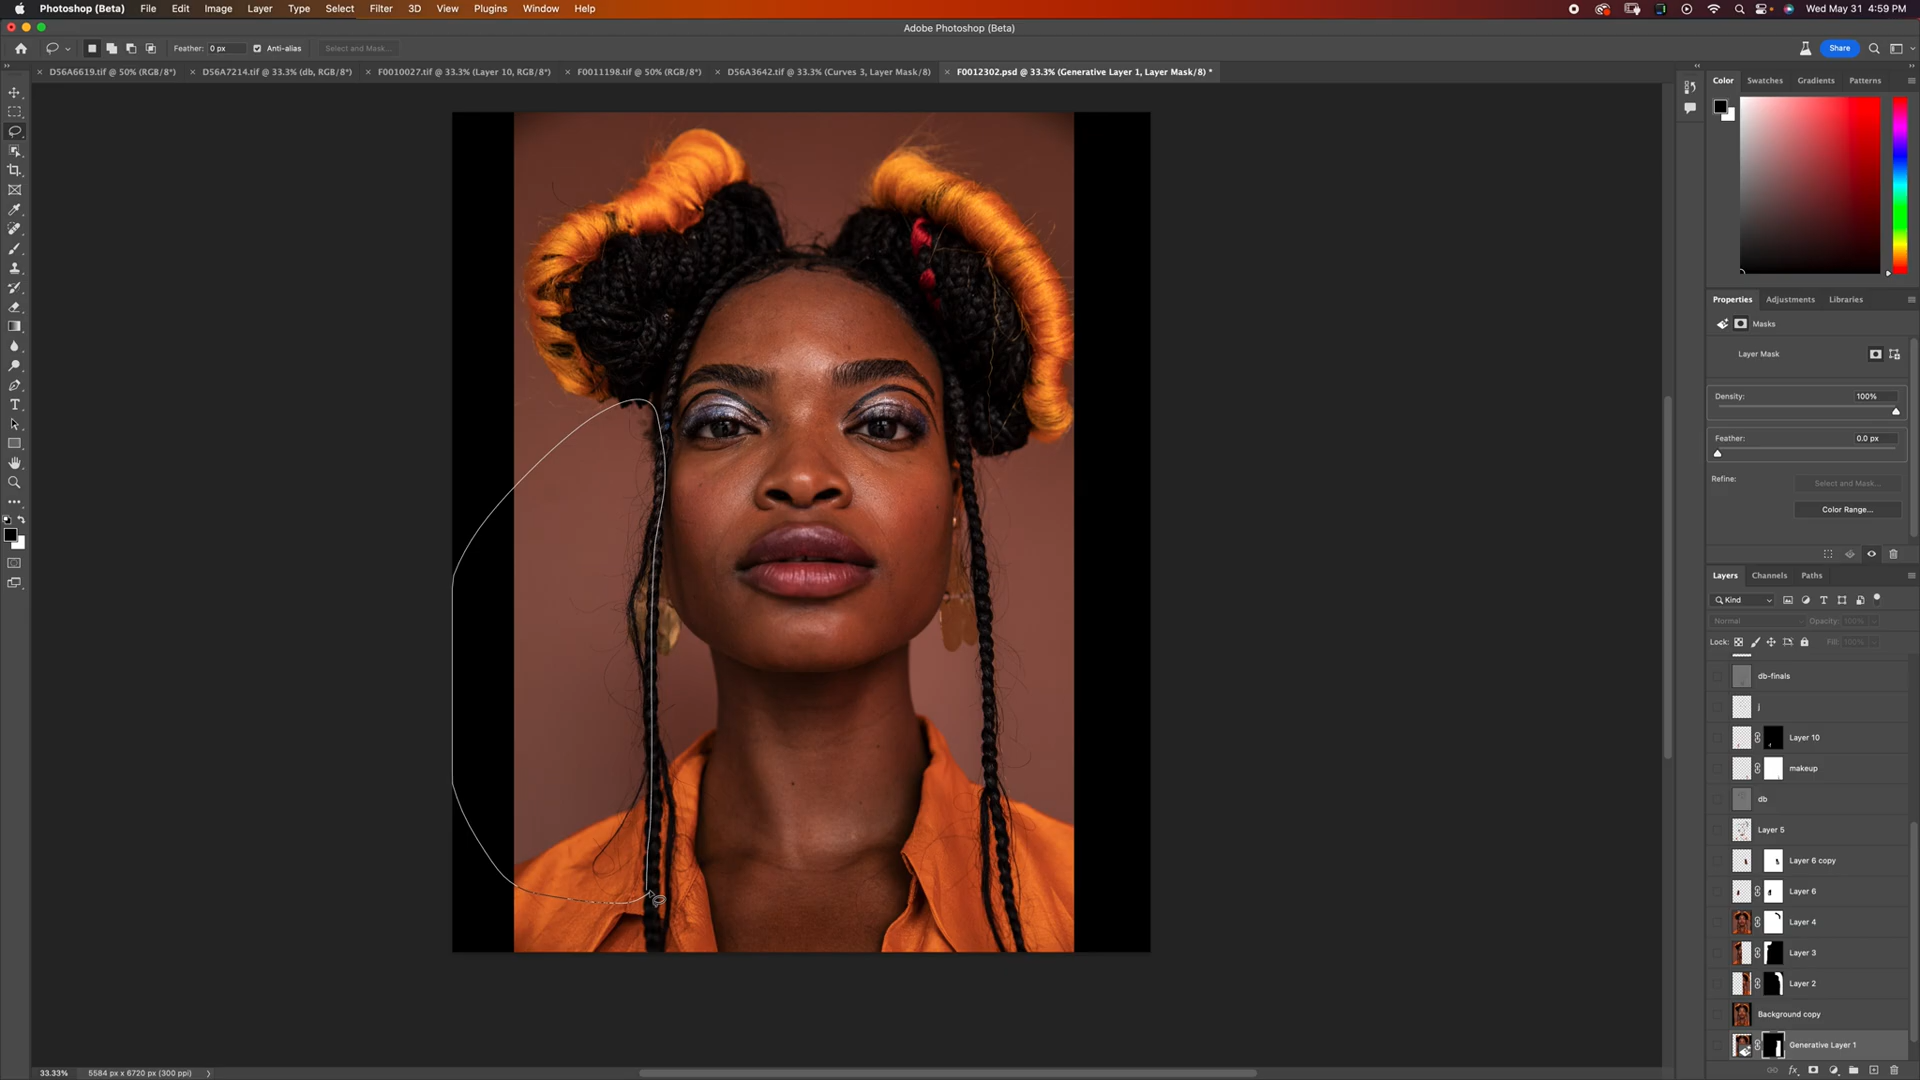 Photoshop (Beta) File Edit Image Layer Type Select Filter 3D View Plugins Window Help Wed May 31 4:59 PM
Adobe Photoshop (Beta)
Feather: 0 px Anti-alias Select and Mask... Share
D56A6619.tif @ 50% (RGB/8*) D56A7214.tif @ 33.3% (db, RGB/8*) F0010027.tif @ 33.3% (Layer 10, RGB/8*) F0011198.tif @ 50% (RGB/8*) D56A3642.tif @ 33.3% (Curves 3, Layer Mask/8) F0012302.psd @ 33.3% (Generative Layer 1, Layer Mask/8) *
Color Swatches Gradients Patterns
Properties Adjustments Libraries
Masks
Layer Mask
Density: 100%
Feather: 0.0 px
Refine: Select and Mask...
Color Range...
Layers Channels Paths
Kind
Normal Opacity: 100%
Lock: Fill: 100%
db-finals
j
Layer 10
makeup
db
Layer 5
Layer 6 copy
Layer 6
Layer 4
Layer 3
Layer 2
Background copy
Generative Layer 1
33.33% 5584 px x 6720 px (300 ppi)